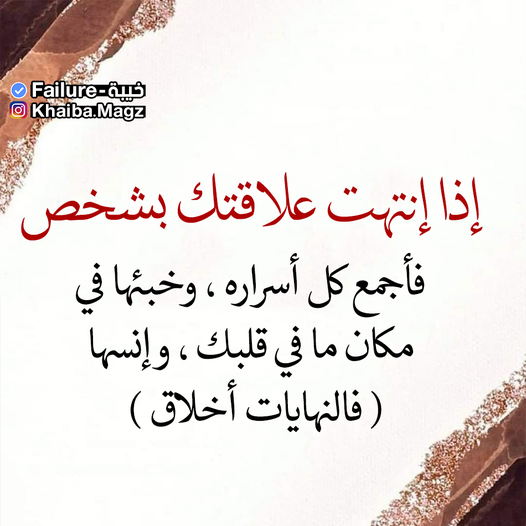 Failure-خيبة
Khaiba.Magz
إذا إنتهت علاقتك بشخص
فأجمع كل أسراره ، وخبئها في
مكان ما في قلبك ، وإنسها
( فالنهايات أخلاق )